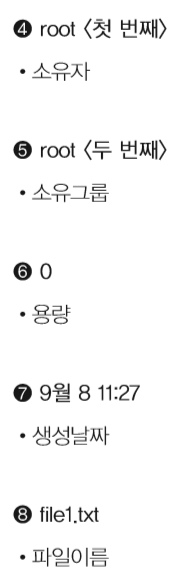 ❹ root 〈첫 번째〉
• 소유자
❺ root 〈두 번째〉
• 소유그룹
❻ 0
• 용량
❼ 9월 8 11:27
• 생성날짜
❽ file1.txt
• 파일이름